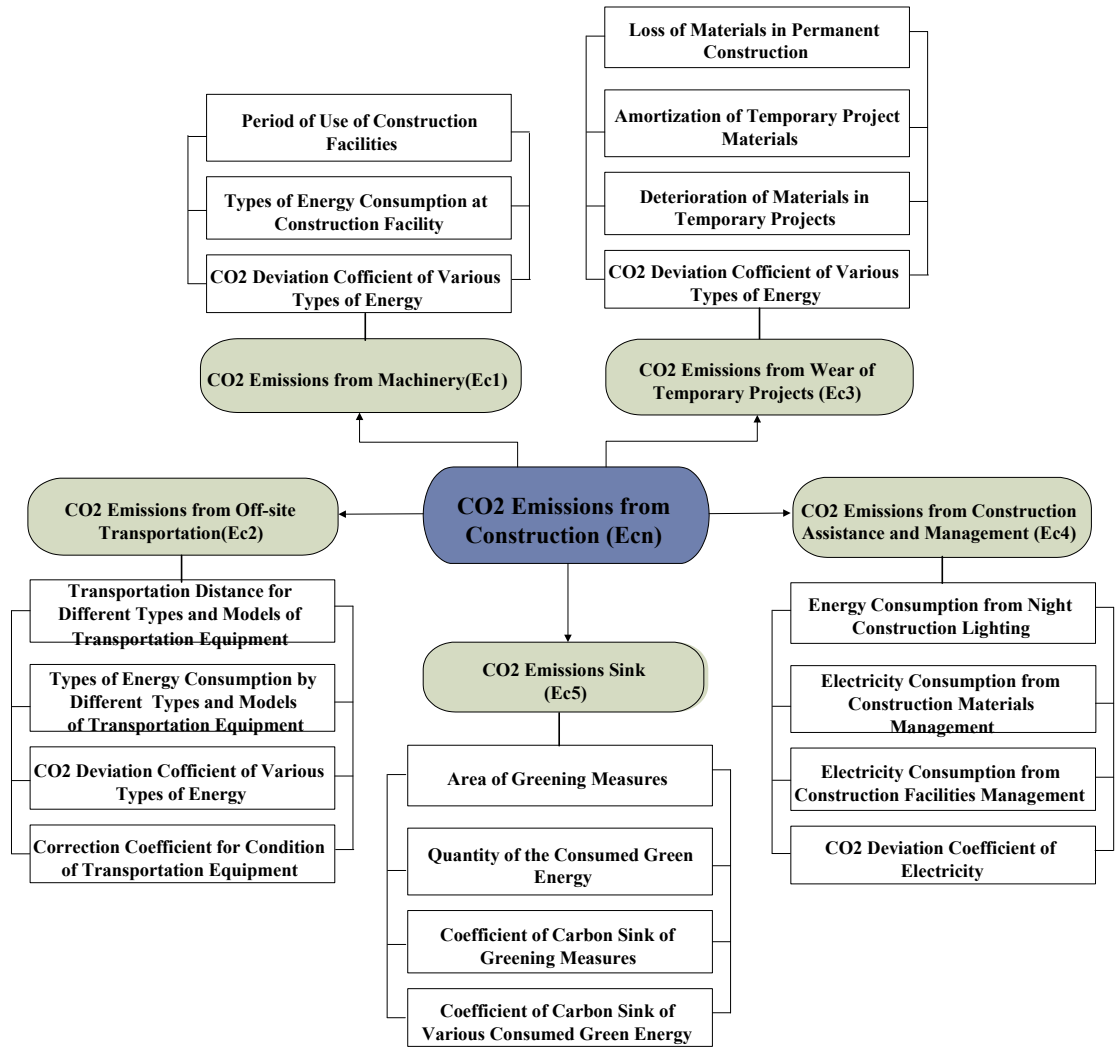 Loss of Materials in Permanent
Construction
Amortization of Temporary Project
Materials
Deterioration of Materials in
Temporary Projects
CO2 Deviation Cofficient of Various
Types of Energy
Period of Use of Construction
Facilities
Types of Energy Consumption at
Construction Facility
CO2 Deviation Cofficient of Various
Types of Energy
CO2 Emissions from Machinery(Ec1)
CO2 Emissions from Wear of
Temporary Projects (Ec3)
CO2 Emissions from Off-site
Transportation(Ec2)
CO2 Emissions from
Construction (Ecn)
CO2 Emissions from Construction
Assistance and Management (Ec4)
Transportation Distance for
Different Types and Models of
Transportation Equipment
Types of Energy Consumption by
Different Types and Models
of Transportation Equipment
CO2 Deviation Cofficient of Various
Types of Energy
Correction Coefficient for Condition
of Transportation Equipment
CO2 Emissions Sink
(Ec5)
Area of Greening Measures
Quantity of the Consumed Green
Energy
Coefficient of Carbon Sink of
Greening Measures
Coefficient of Carbon Sink of
Various Consumed Green Energy
Energy Consumption from Night
Construction Lighting
Electricity Consumption from
Construction Materials
Management
Electricity Consumption from
Construction Facilities Management
CO2 Deviation Coefficient of
Electricity